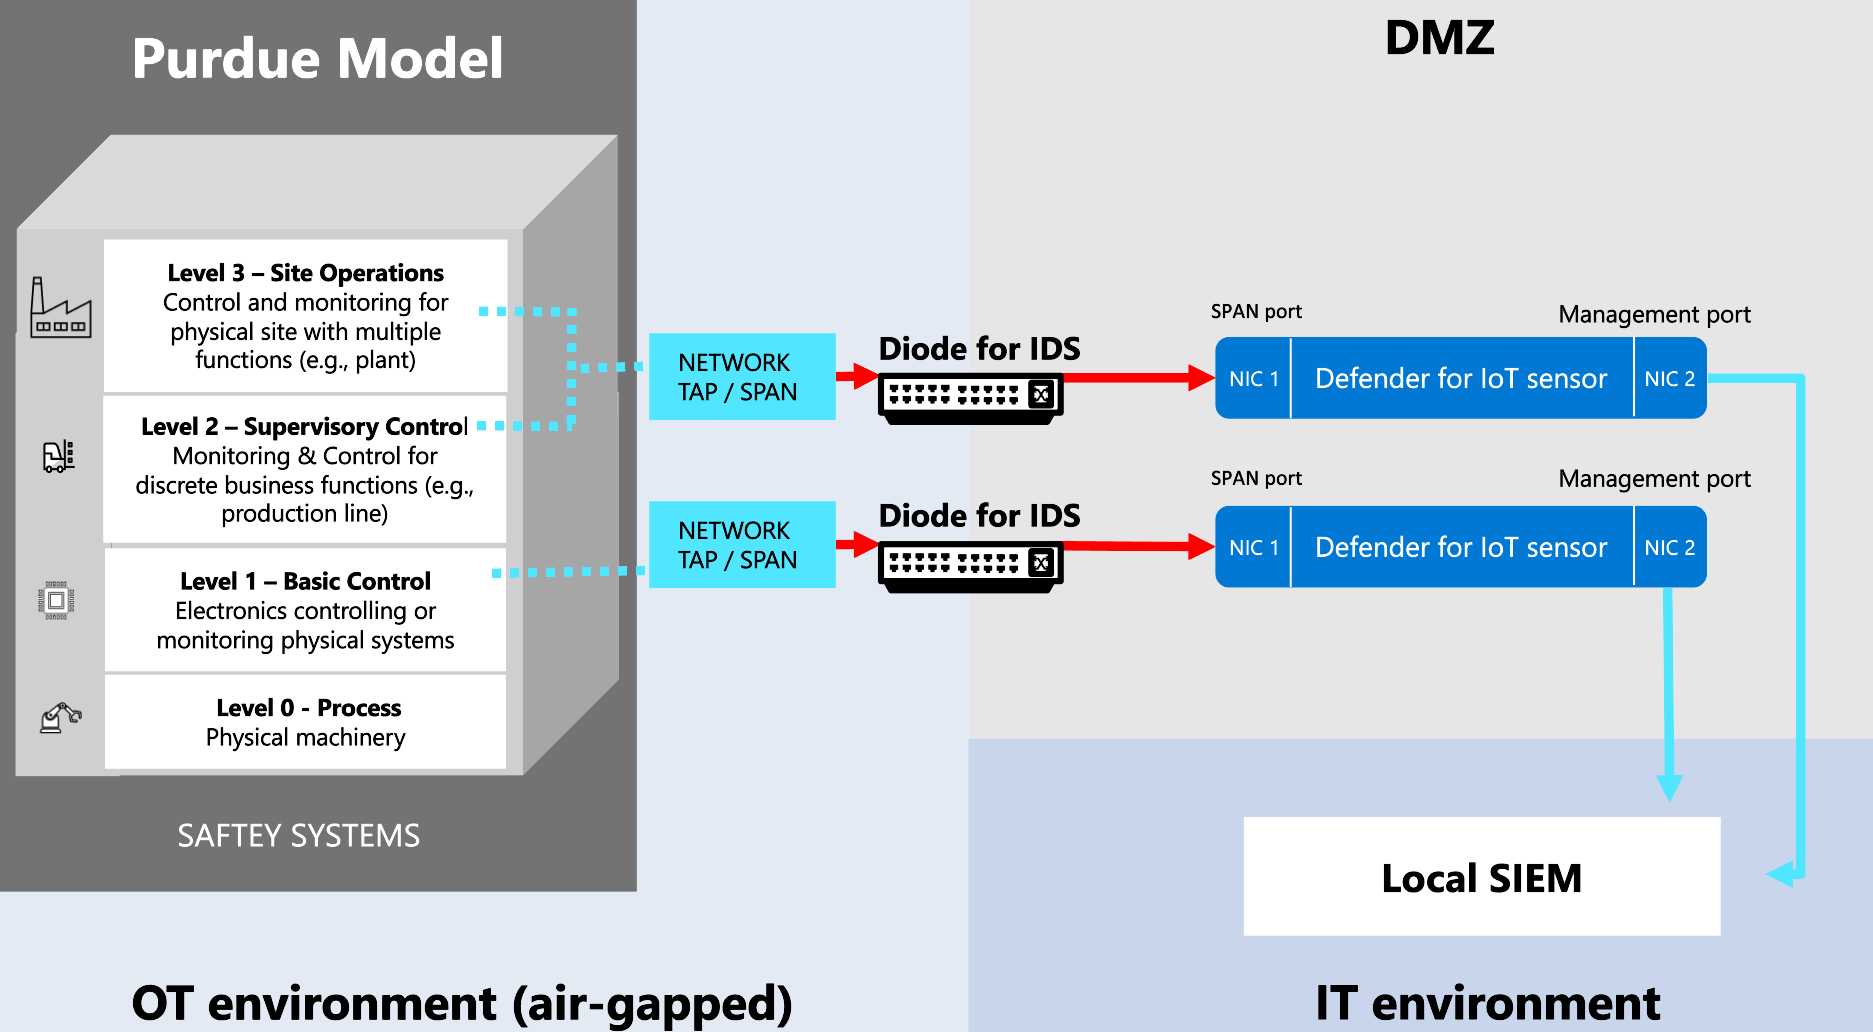 Purdue Model
Level 3 – Site Operations
Control and monitoring for
physical site with multiple
functions (e.g., plant)
Level 2 – Supervisory Control
Monitoring & Control for
discrete business functions (e.g.,
production line)
Level 1 – Basic Control
Electronics controlling or
monitoring physical systems
Level 0 - Process
Physical machinery
SAFTEY SYSTEMS
NETWORK
TAP / SPAN
Diode for IDS
NETWORK
TAP / SPAN
Diode for IDS
OT environment (air-gapped)
DMZ
SPAN port
Management port
NIC 1
Defender for IoT sensor
NIC 2
SPAN port
Management port
NIC 1
Defender for IoT sensor
NIC 2
Local SIEM
IT environment